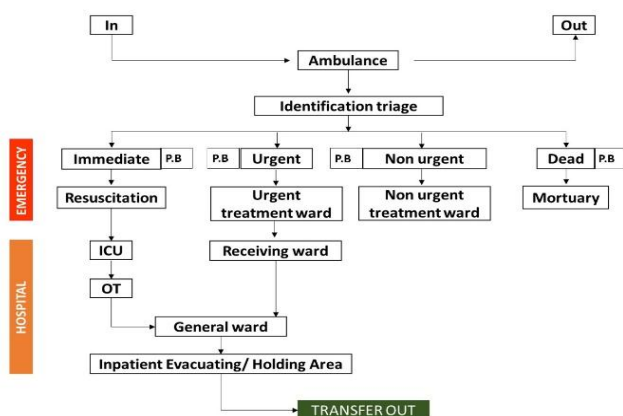 In
Out
Ambulance
Identification triage
EMERGENCY
Immediate P.B
P.B Urgent
P.B Non urgent
Dead P.B
Resuscitation
Urgent
treatment ward
Non urgent
treatment ward
Mortuary
HOSPITAL
ICU
Receiving ward
OT
General ward
Inpatient Evacuating/ Holding Area
TRANSFER OUT